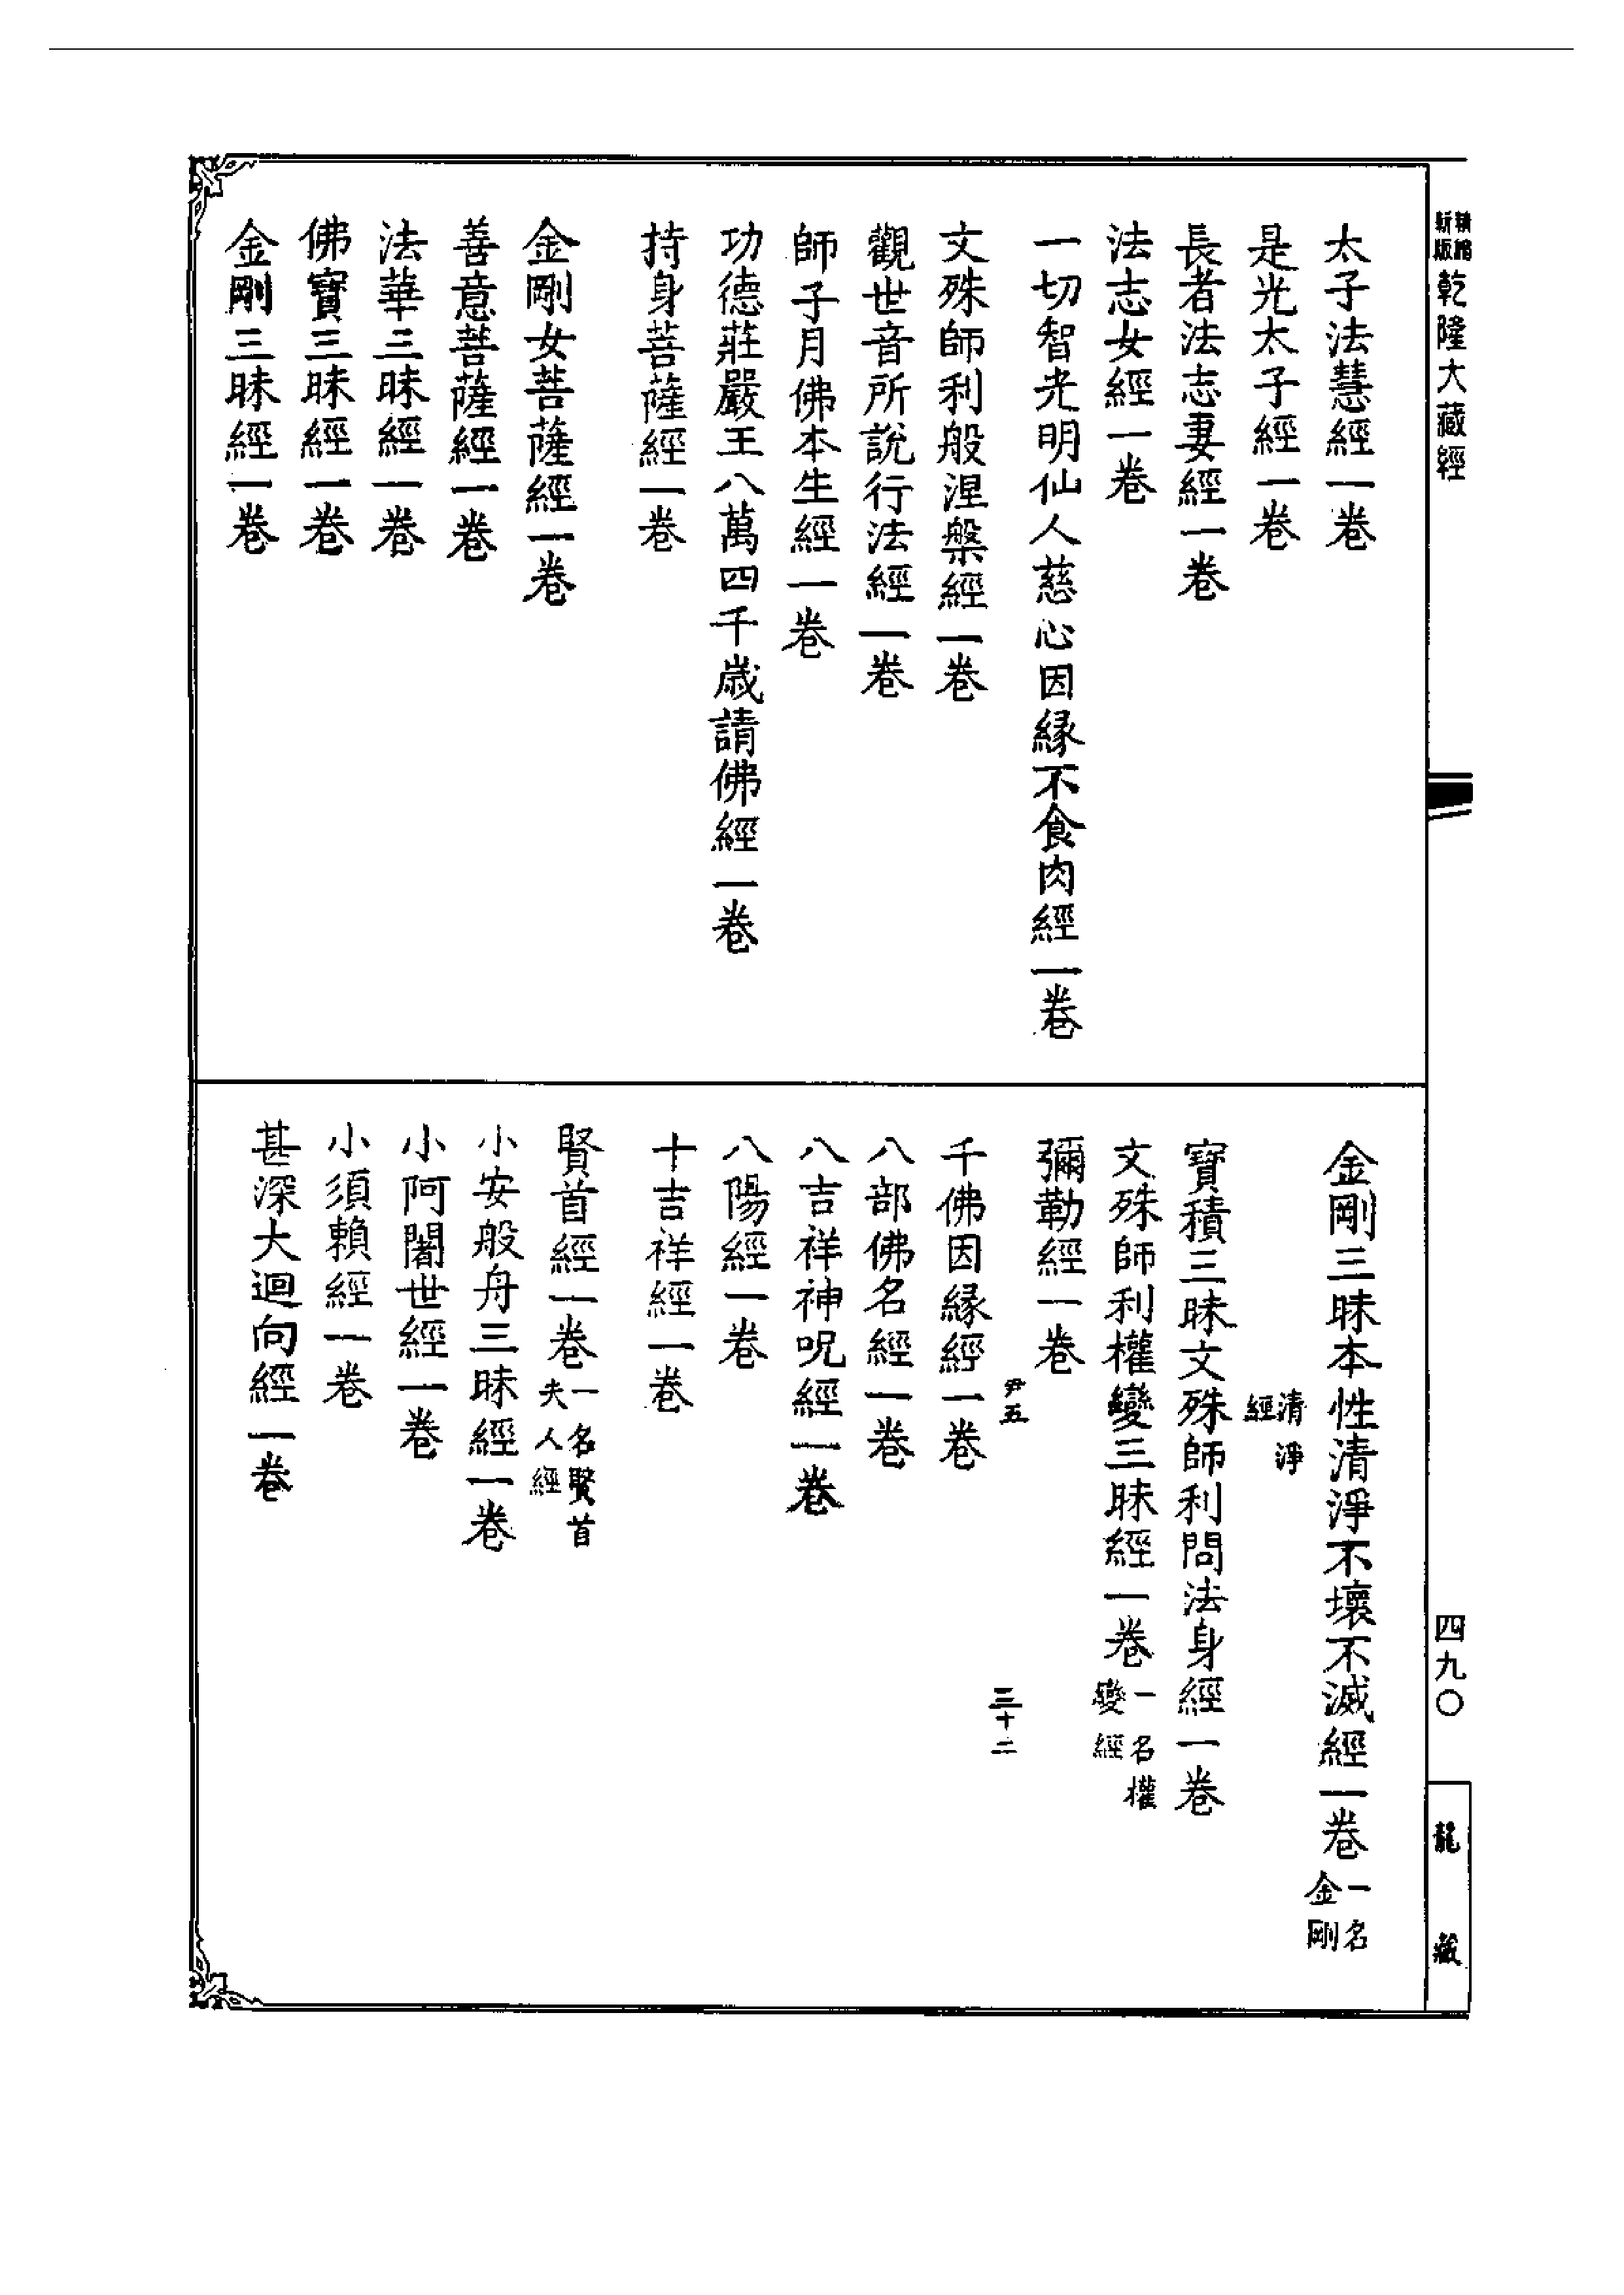 精縮新版乾隆大藏經
太子法慧經一卷
是光太子經一卷
長者法志妻經一卷
法志女經一卷
一切智光明仙人慈心因緣不食肉經一卷
文殊師利般涅槃經一卷
觀世音所說行法經一卷
師子月佛本生經一卷
功德莊嚴王八萬四千歲請佛經一卷
持身菩薩經一卷
金剛女菩薩經一卷
善意菩薩經一卷
法華三昧經一卷
佛寶三昧經一卷
金剛三昧經一卷
四九〇
龍藏
金剛三昧本性清淨不壞不滅經一卷一名金剛
清淨經
寶積三昧文殊師利問法身經一卷
文殊師利權變三昧經一卷一名權變經
彌勒經一卷
尹五 三十二
千佛因緣經一卷
八部佛名經一卷
八吉祥神呪經一卷
八陽經一卷
十吉祥經一卷
賢首經一卷一名賢首夫人經
小安般舟三昧經一卷
小阿闍世經一卷
小須賴經一卷
甚深大迴向經一卷